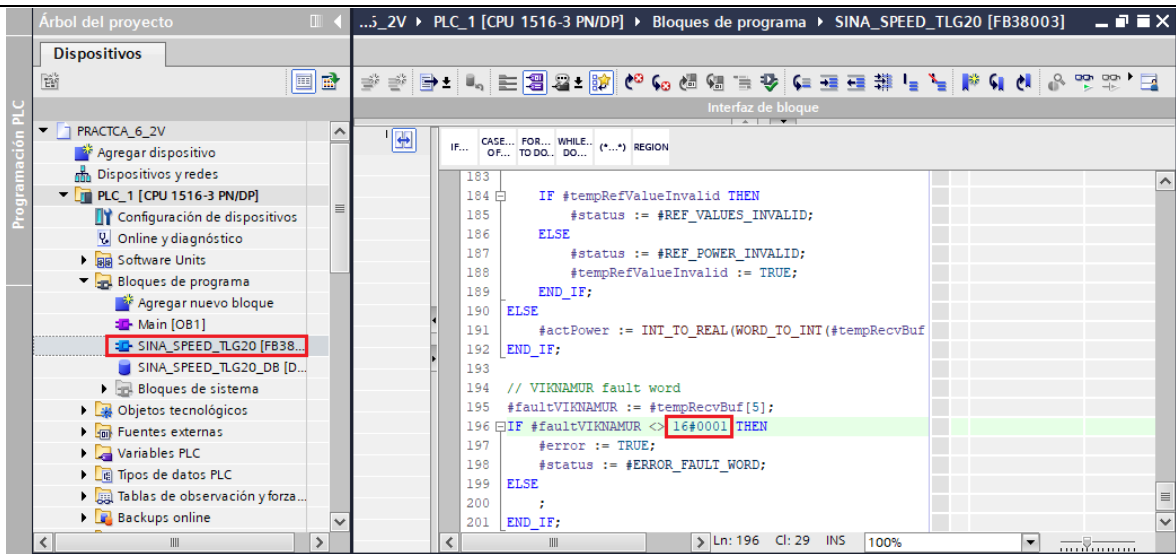 Árbol del proyecto
...5_2V ▸ PLC_1 [CPU 1516-3 PN/DP] ▸ Bloques de programa ▸ SINA_SPEED_TLG20 [FB38003]
Dispositivos
Programación PLC
PRACTCA_6_2V
Agregar dispositivo
Dispositivos y redes
PLC_1 [CPU 1516-3 PN/DP]
Configuración de dispositivos
Online y diagnóstico
Software Units
Bloques de programa
Agregar nuevo bloque
Main [OB1]
SINA_SPEED_TLG20 [FB38...
SINA_SPEED_TLG20_DB [D...
Bloques de sistema
Objetos tecnológicos
Fuentes externas
Variables PLC
Tipos de datos PLC
Tablas de observación y forza...
Backups online
Interfaz de bloque
IF... CASE... OF... FOR... TO DO... WHILE... DO... (*...*) REGION
183
184 IF #tempRefValueInvalid THEN
185 #status := #REF_VALUES_INVALID;
186 ELSE
187 #status := #REF_POWER_INVALID;
188 #tempRefValueInvalid := TRUE;
189 END_IF;
190 ELSE
191 #actPower := INT_TO_REAL(WORD_TO_INT(#tempRecvBuf
192 END_IF;
193
194 // VIKNAMUR fault word
195 #faultVIKNAMUR := #tempRecvBuf[5];
196 IF #faultVIKNAMUR <> 16#0001 THEN
197 #error := TRUE;
198 #status := #ERROR_FAULT_WORD;
199 ELSE
200 ;
201 END_IF;
Ln: 196 Cl: 29 INS 100%